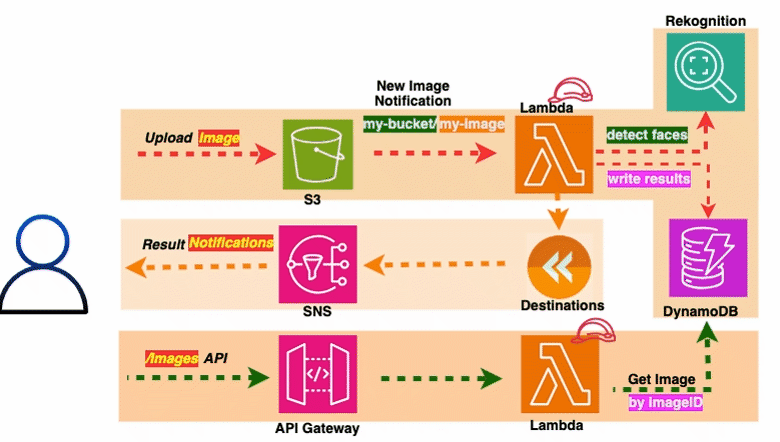 Rekognition
New Image
Notification
Lambda
Upload Image
my-bucket/my-image
detect faces
write results
S3
Result Notifications
SNS
Destinations
DynamoDB
/Images API
Get Image
by ImageID
API Gateway
Lambda